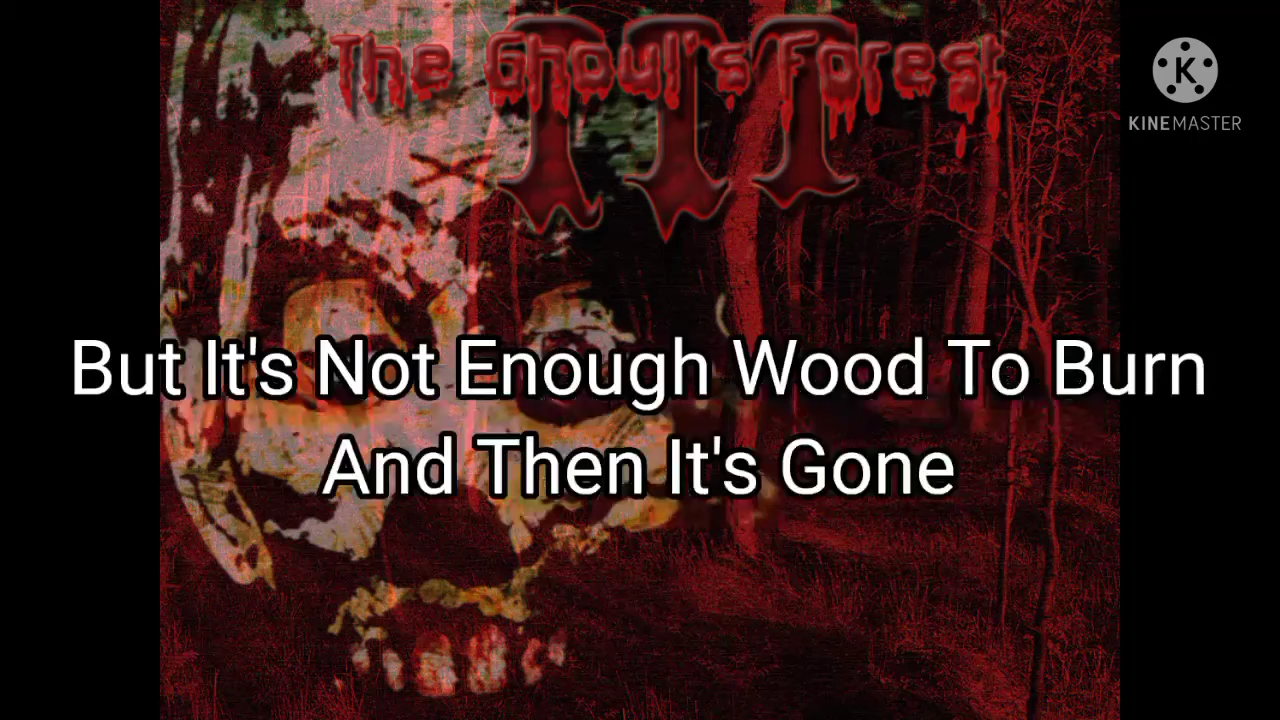 The Ghoul's Forest
III
K
KINEMASTER
But It's Not Enough Wood To Burn
And Then It's Gone